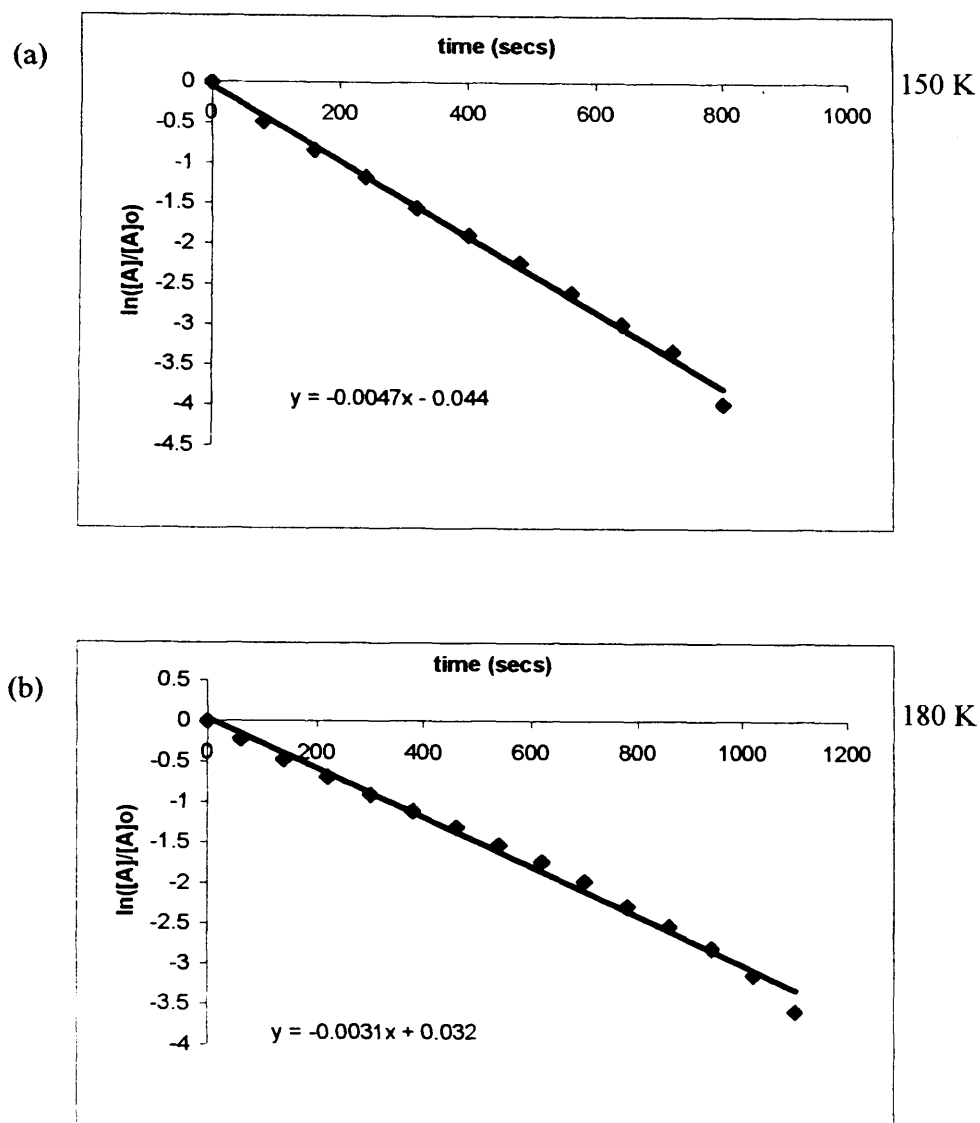 (a)
time (secs)
0
0 200 400 600 800 1000
150 K
-0.5
-1
-1.5
-2
-2.5
-3
-3.5
-4
-4.5
ln([A]/[A]o)
y = -0.0047x - 0.044
(b)
time (secs)
0.5
0
180 K
0 200 400 600 800 1000 1200
-0.5
-1
-1.5
-2
-2.5
-3
-3.5
-4
ln([A]/[A]o)
y = -0.0031x + 0.032